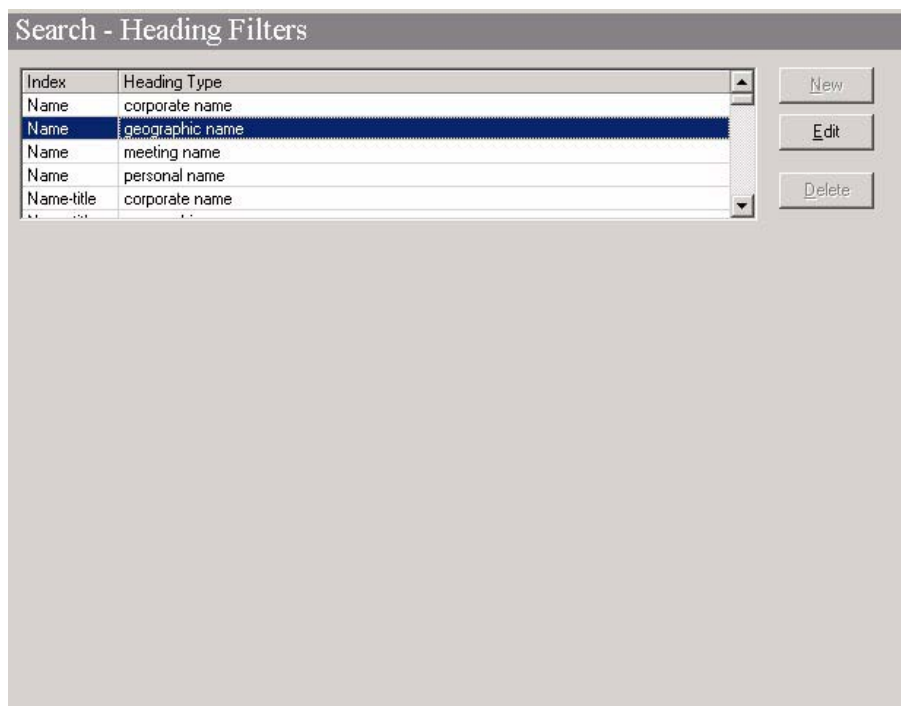 Search - Heading Filters
Index Heading Type
New
Name corporate name
Name geographic name
Edit
Name meeting name
Name personal name
Delete
Name-title corporate name